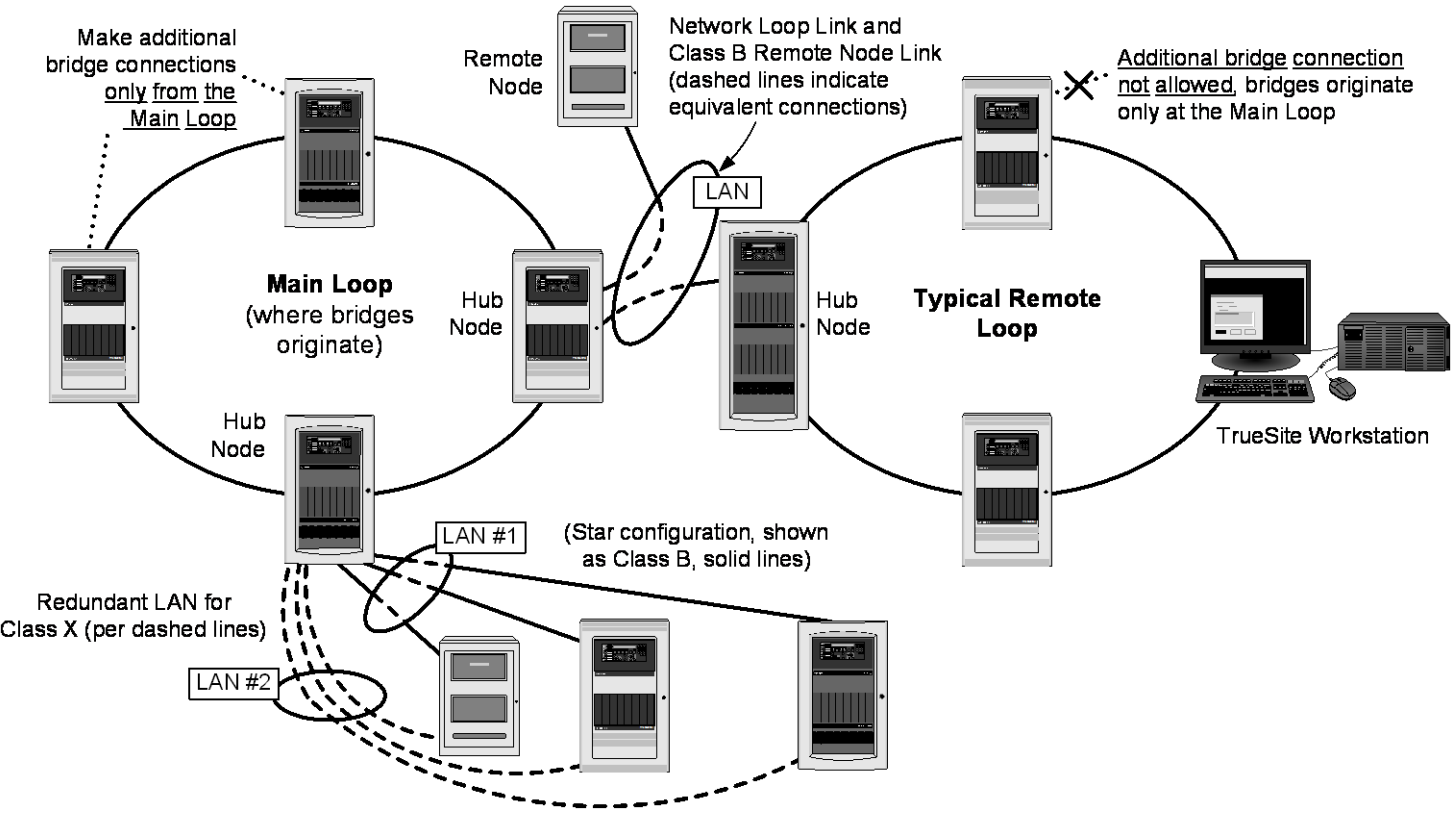 Make additional
bridge connections
only from the
Main Loop
Remote
Node
Network Loop Link and
Class B Remote Node Link
(dashed lines indicate
equivalent connections)
Additional bridge connection
not allowed, bridges originate
only at the Main Loop
LAN
Main Loop
(where bridges
originate)
Hub
Node
Hub
Node
Typical Remote
Loop
Hub
Node
TrueSite Workstation
LAN #1
(Star configuration, shown
as Class B, solid lines)
Redundant LAN for
Class X (per dashed lines)
LAN #2